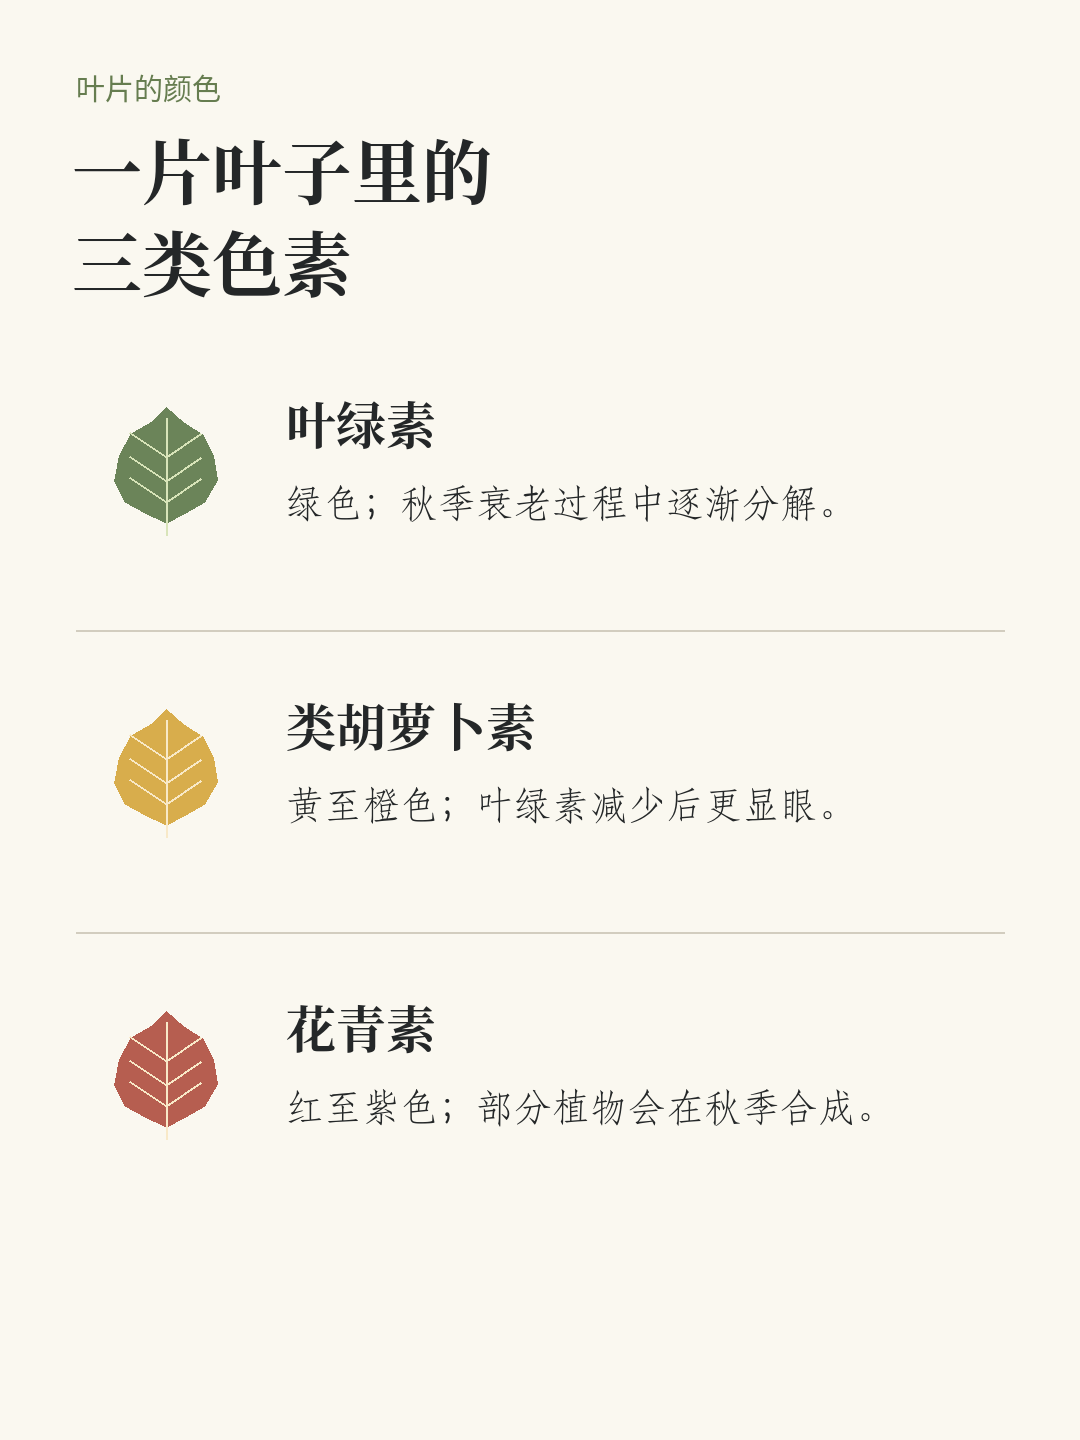 叶片的颜色
一片叶子里的
三类色素
叶绿素
绿色；秋季衰老过程中逐渐分解。
类胡萝卜素
黄至橙色；叶绿素减少后更显眼。
花青素
红至紫色；部分植物会在秋季合成。